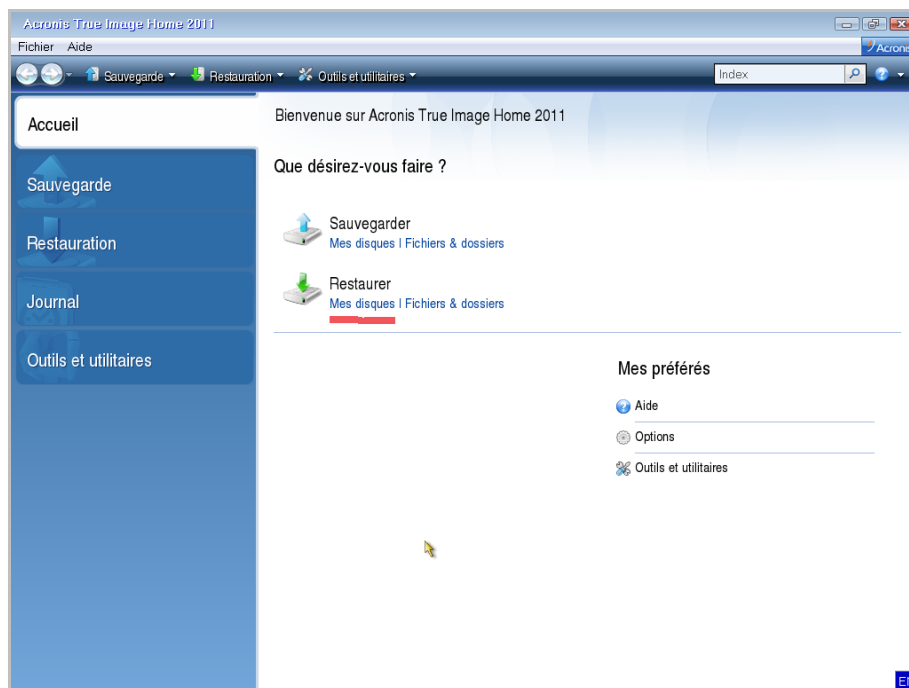 Acronis True Image Home 2011
Fichier Aide
Acronis
Sauvegarde Restauration Outils et utilitaires Index
Accueil
Sauvegarde
Restauration
Journal
Outils et utilitaires
Bienvenue sur Acronis True Image Home 2011
Que désirez-vous faire ?
Sauvegarder
Mes disques | Fichiers & dossiers
Restaurer
Mes disques | Fichiers & dossiers
Mes préférés
Aide
Options
Outils et utilitaires